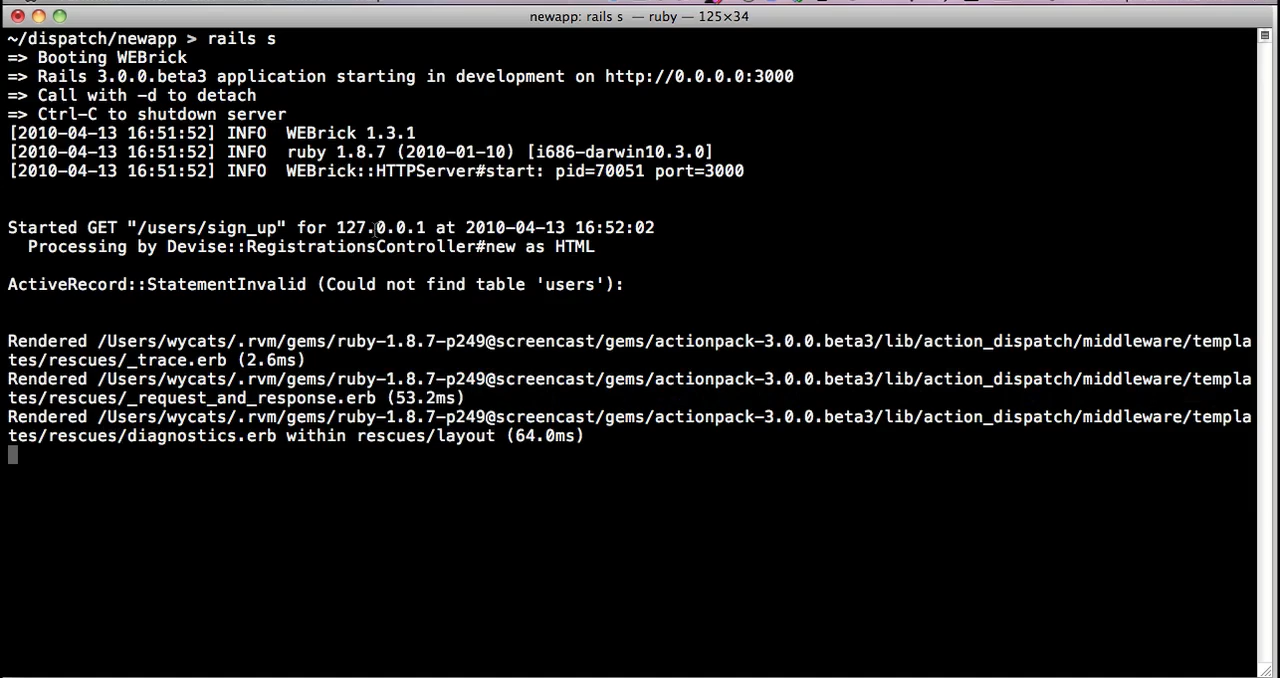 newapp: rails s — ruby — 125×34
~/dispatch/newapp > rails s
=> Booting WEBrick
=> Rails 3.0.0.beta3 application starting in development on http://0.0.0.0:3000
=> Call with -d to detach
=> Ctrl-C to shutdown server
[2010-04-13 16:51:52] INFO  WEBrick 1.3.1
[2010-04-13 16:51:52] INFO  ruby 1.8.7 (2010-01-10) [i686-darwin10.3.0]
[2010-04-13 16:51:52] INFO  WEBrick::HTTPServer#start: pid=70051 port=3000
Started GET "/users/sign_up" for 127.0.0.1 at 2010-04-13 16:52:02
  Processing by Devise::RegistrationsController#new as HTML
ActiveRecord::StatementInvalid (Could not find table 'users'):
Rendered /Users/wycats/.rvm/gems/ruby-1.8.7-p249@screencast/gems/actionpack-3.0.0.beta3/lib/action_dispatch/middleware/templa
tes/rescues/_trace.erb (2.6ms)
Rendered /Users/wycats/.rvm/gems/ruby-1.8.7-p249@screencast/gems/actionpack-3.0.0.beta3/lib/action_dispatch/middleware/templa
tes/rescues/_request_and_response.erb (53.2ms)
Rendered /Users/wycats/.rvm/gems/ruby-1.8.7-p249@screencast/gems/actionpack-3.0.0.beta3/lib/action_dispatch/middleware/templa
tes/rescues/diagnostics.erb within rescues/layout (64.0ms)